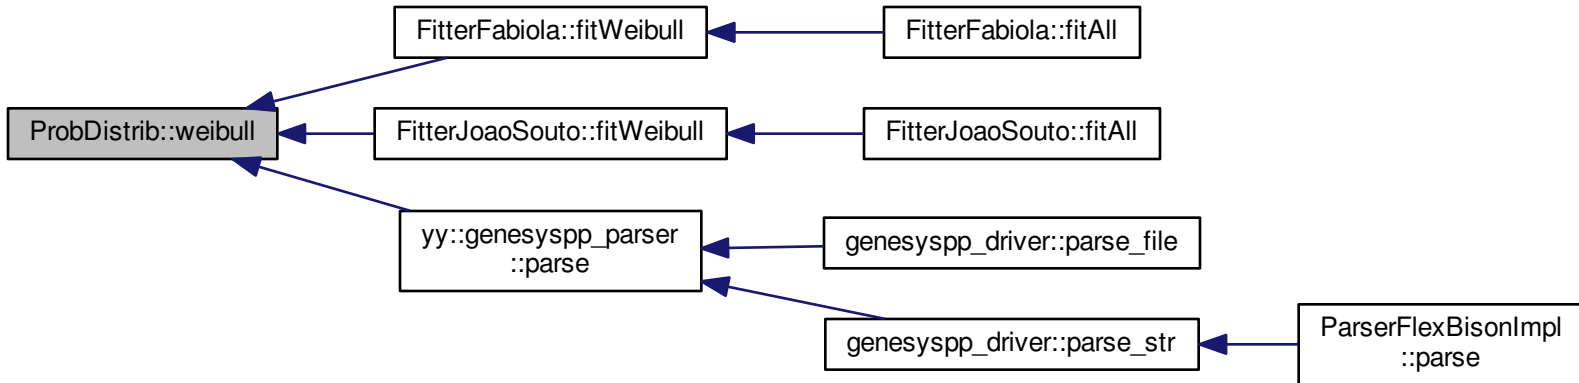 FitterFabiola::fitWeibull
FitterFabiola::fitAll
ProbDistrib::weibull
FitterJoaoSouto::fitWeibull
FitterJoaoSouto::fitAll
yy::genesyspp_parser
::parse
genesyspp_driver::parse_file
genesyspp_driver::parse_str
ParserFlexBisonImpl
::parse